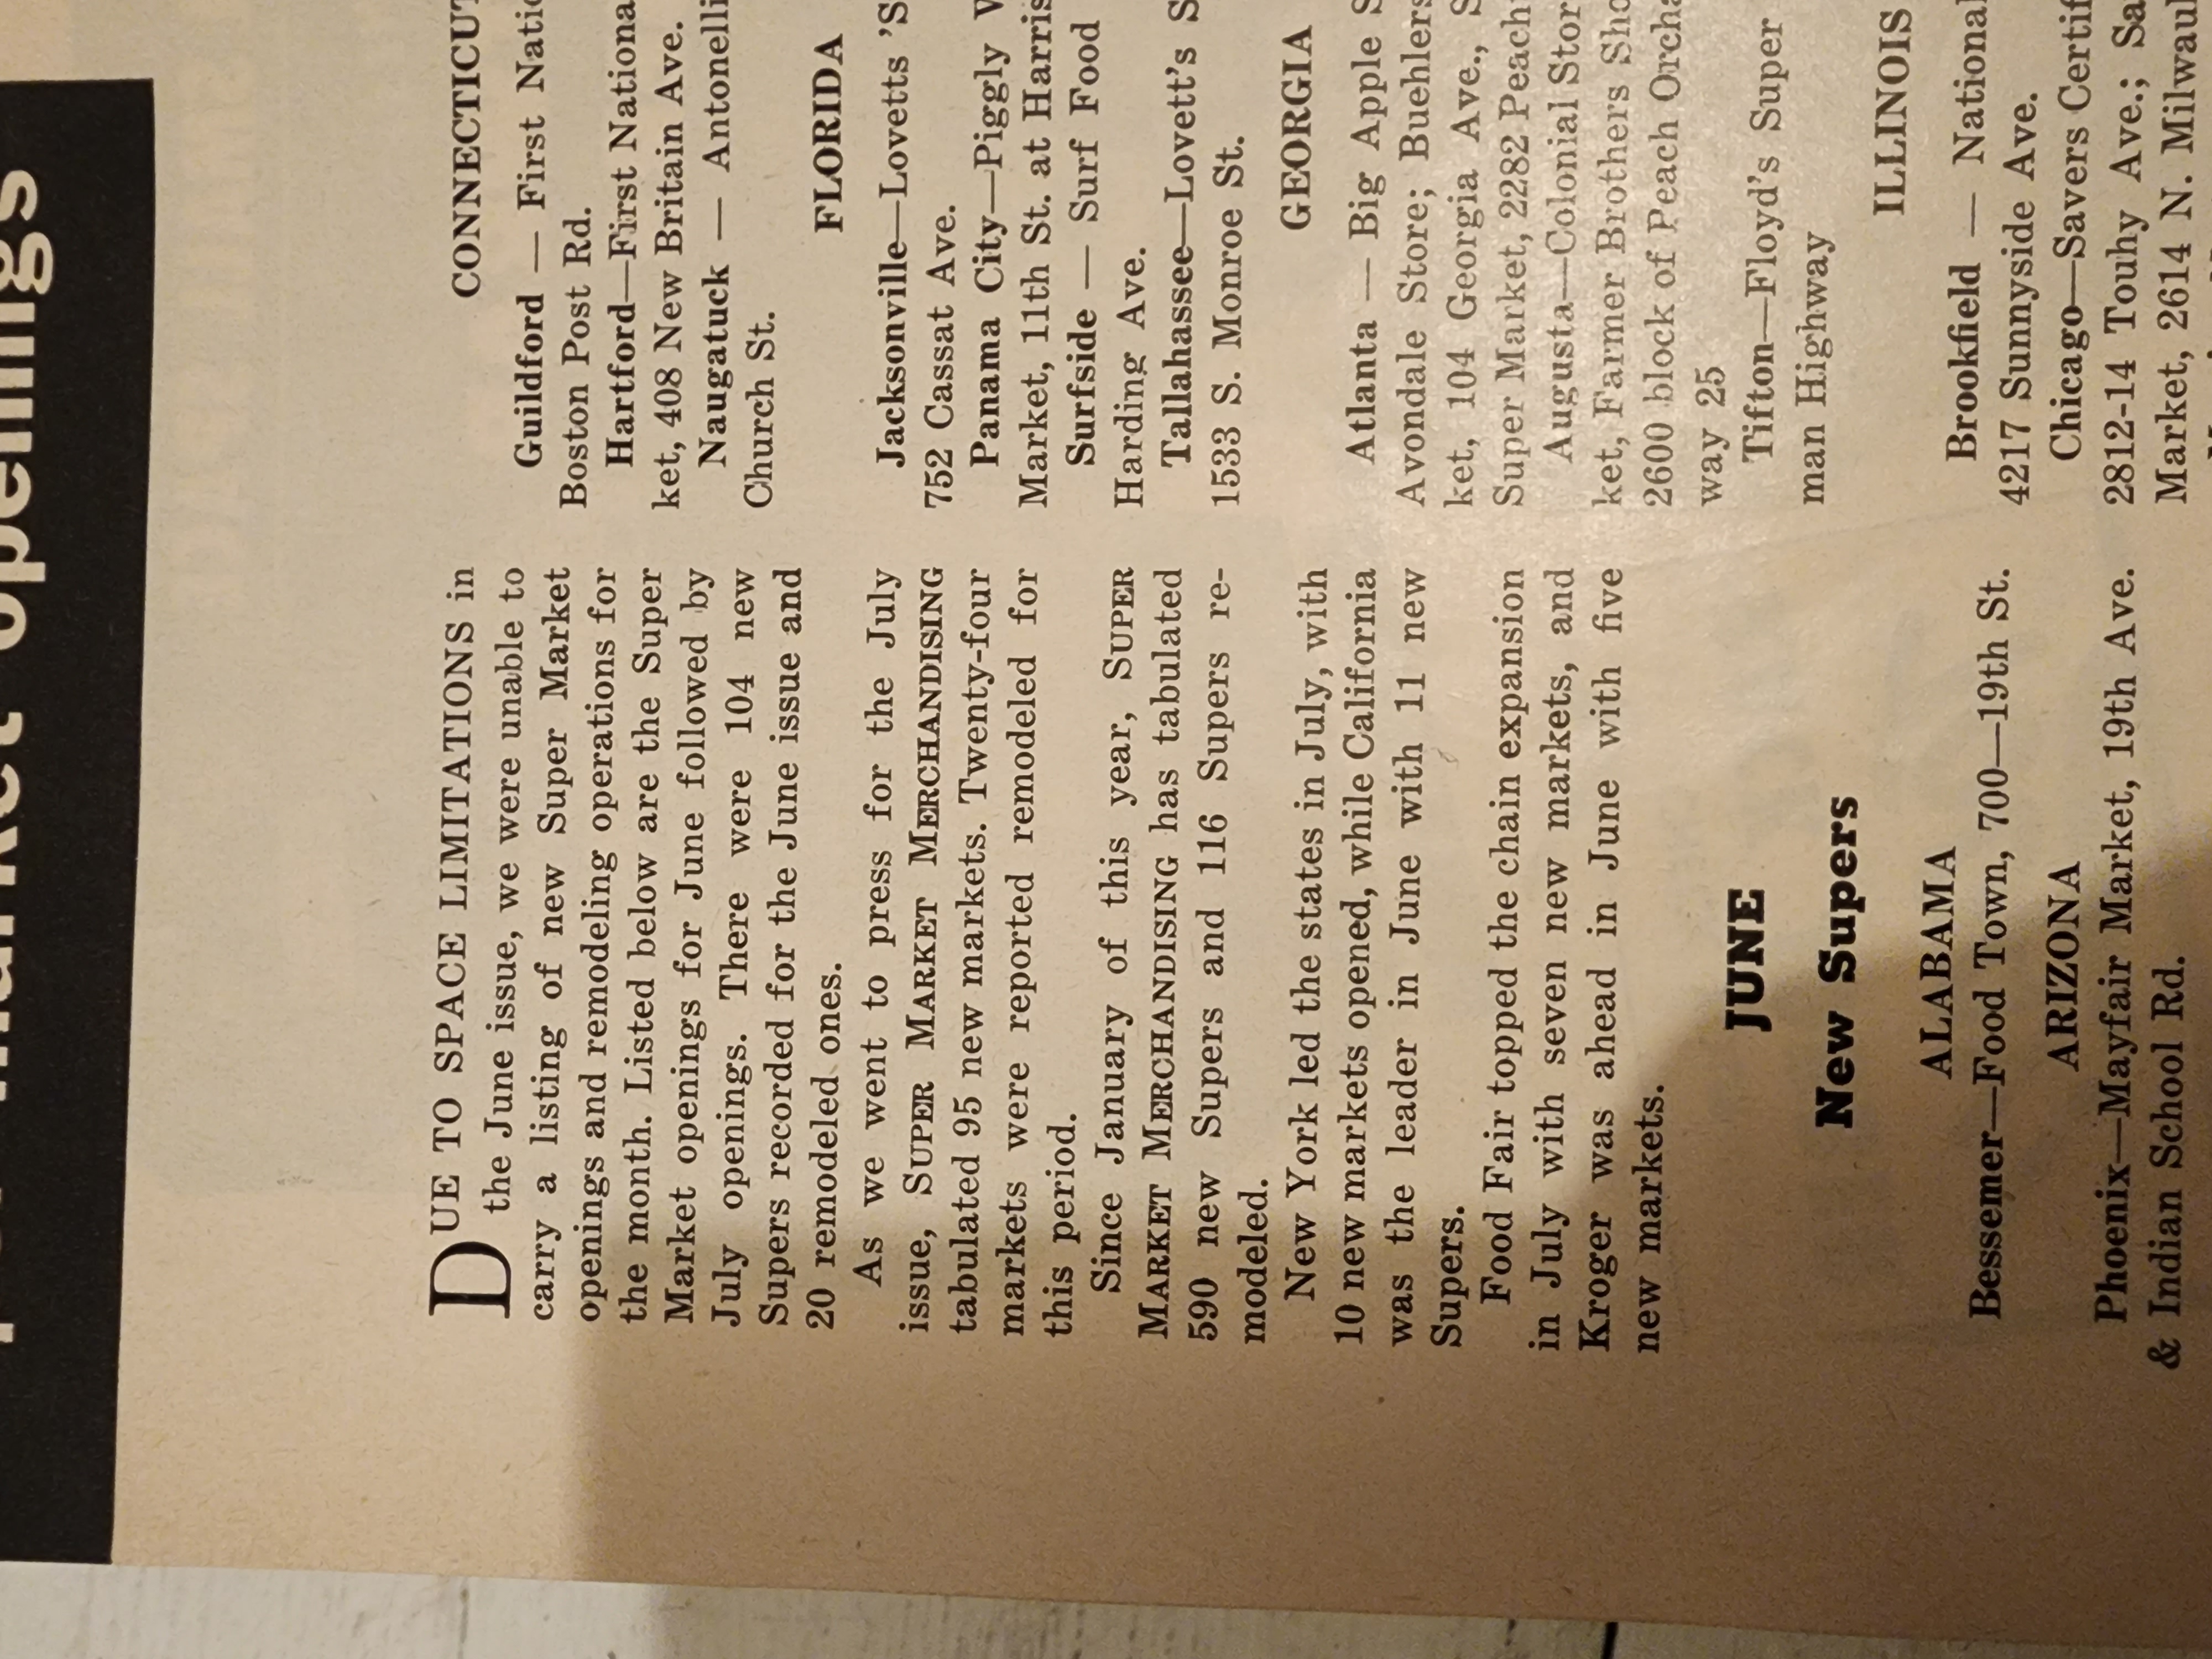 Market Openings
DUE TO SPACE LIMITATIONS in
the June issue, we were unable to
carry a listing of new Super Market
openings and remodeling operations for
the month. Listed below are the Super
Market openings for June followed by
July openings. There were 104 new
Supers recorded for the June issue and
20 remodeled ones.
As we went to press for the July
issue, SUPER MARKET MERCHANDISING
tabulated 95 new markets. Twenty-four
markets were reported remodeled for
this period.
Since January of this year, SUPER
MARKET MERCHANDISING has tabulated
590 new Supers and 116 Supers re-
modeled.
New York led the states in July, with
10 new markets opened, while California
was the leader in June with 11 new
Supers.
Food Fair topped the chain expansion
in July with seven new markets, and
Kroger was ahead in June with five
new markets.
JUNE
New Supers
ALABAMA
Bessemer—Food Town, 700—19th St.
ARIZONA
Phoenix—Mayfair Market, 19th Ave.
& Indian School Rd.
CONNECTICUT
Guildford — First
Boston Post Rd.
Hartford—First National
ket, 408 New Britain Ave.
Naugatuck — Antonelli
Church St.
FLORIDA
Jacksonville—Lovetts 'S
752 Cassat Ave.
Panama City—Piggly
Market, 11th St. at Harris
Surfside — Surf Food
Harding Ave.
Tallahassee—Lovett's S
1533 S. Monroe St.
GEORGIA
Atlanta — Big Apple S
Avondale Store; Buehlers
ket, 104 Georgia Ave., S
Super Market, 2282 Peach
Augusta—Colonial Stor
ket, Farmer Brothers Sho
2600 block of Peach Orcha
way 25
Tifton—Floyd's Super
man Highway
ILLINOIS
Brookfield — National
4217 Sunnyside Ave.
Chicago—Savers Certif
2812-14 Touhy Ave.; Sa
Market, 2614 N. Milwau